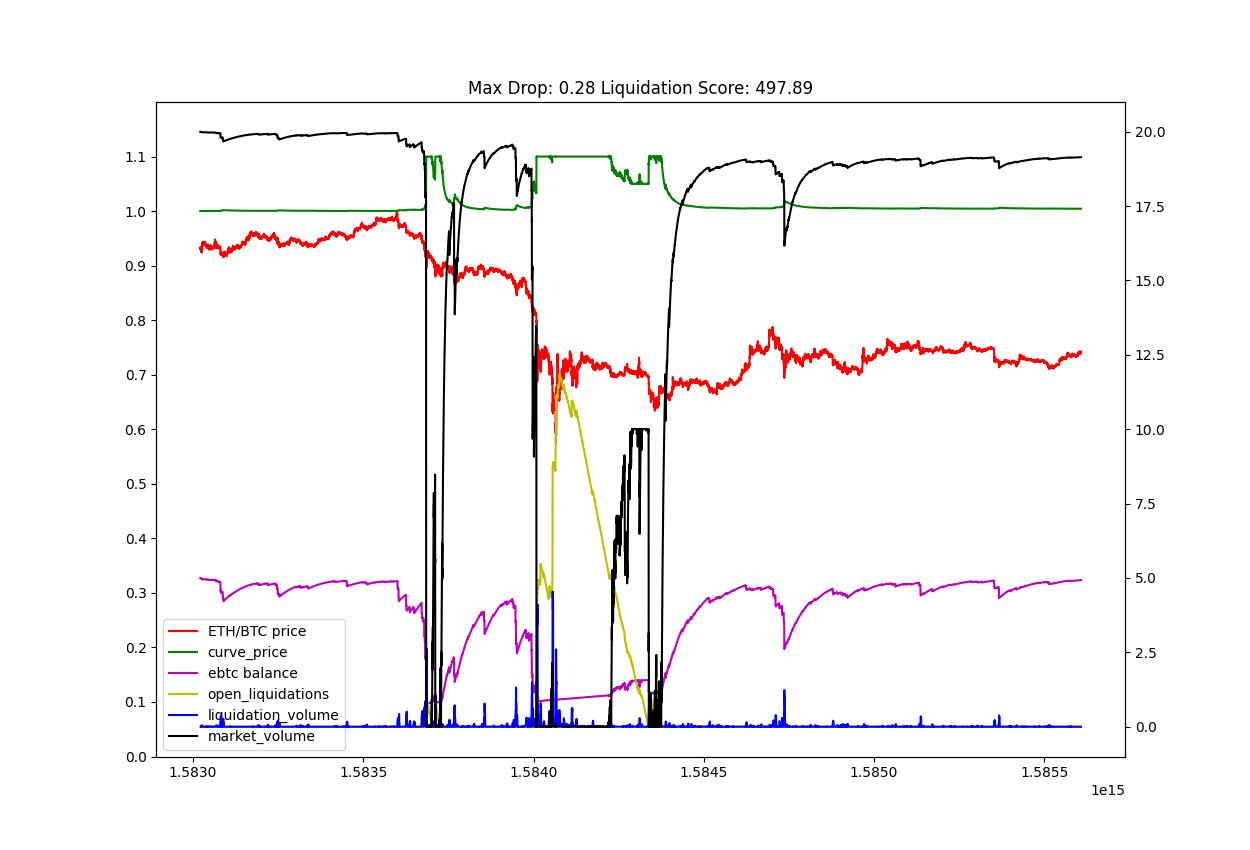 Max Drop: 0.28 Liquidation Score: 497.89
1.1
1.0
0.9
0.8
0.7
0.6
0.5
0.4
0.3
0.2
0.1
0.0
20.0
17.5
15.0
12.5
10.0
7.5
5.0
2.5
0.0
ETH/BTC price
curve_price
ebtc balance
open_liquidations
liquidation_volume
market_volume
1.5830 1.5835 1.5840 1.5845 1.5850 1.5855
1e15